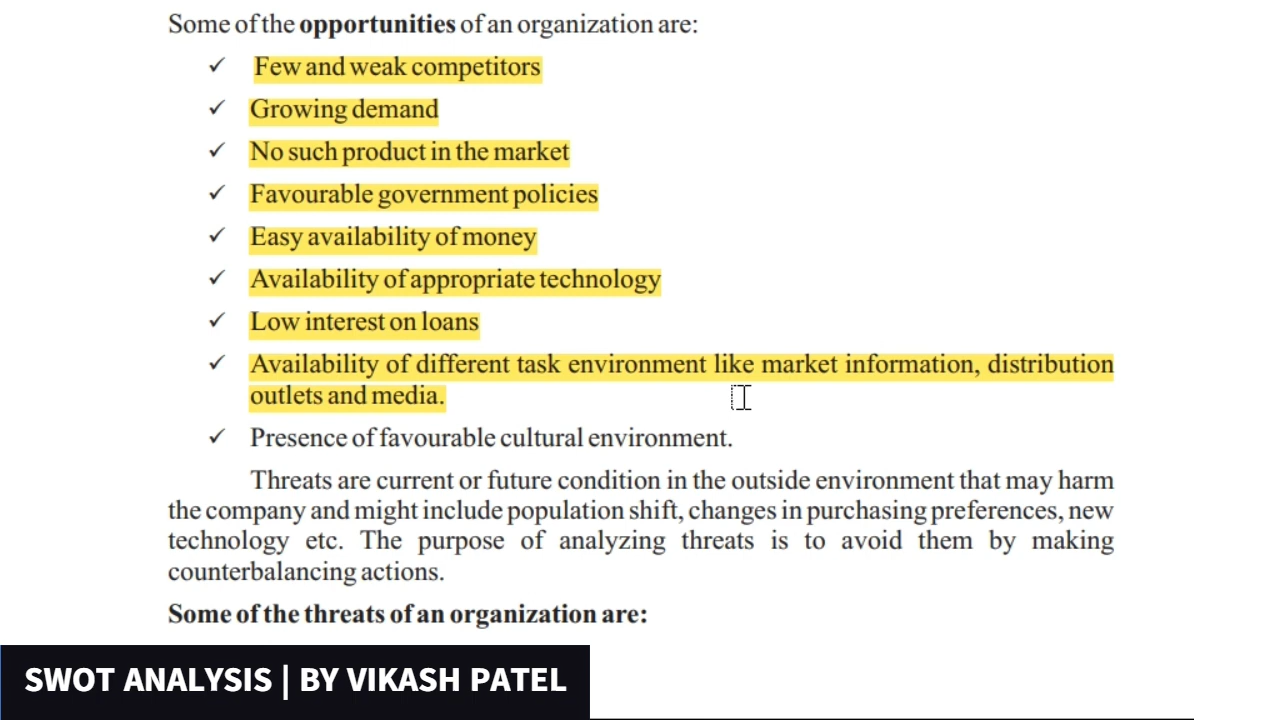 Some of the opportunities of an organization are:
✓ Few and weak competitors
✓ Growing demand
✓ No such product in the market
✓ Favourable government policies
✓ Easy availability of money
✓ Availability of appropriate technology
✓ Low interest on loans
✓ Availability of different task environment like market information, distribution
outlets and media.
✓ Presence of favourable cultural environment.
Threats are current or future condition in the outside environment that may harm
the company and might include population shift, changes in purchasing preferences, new
technology etc. The purpose of analyzing threats is to avoid them by making
counterbalancing actions.
Some of the threats of an organization are:
SWOT ANALYSIS | BY VIKASH PATEL